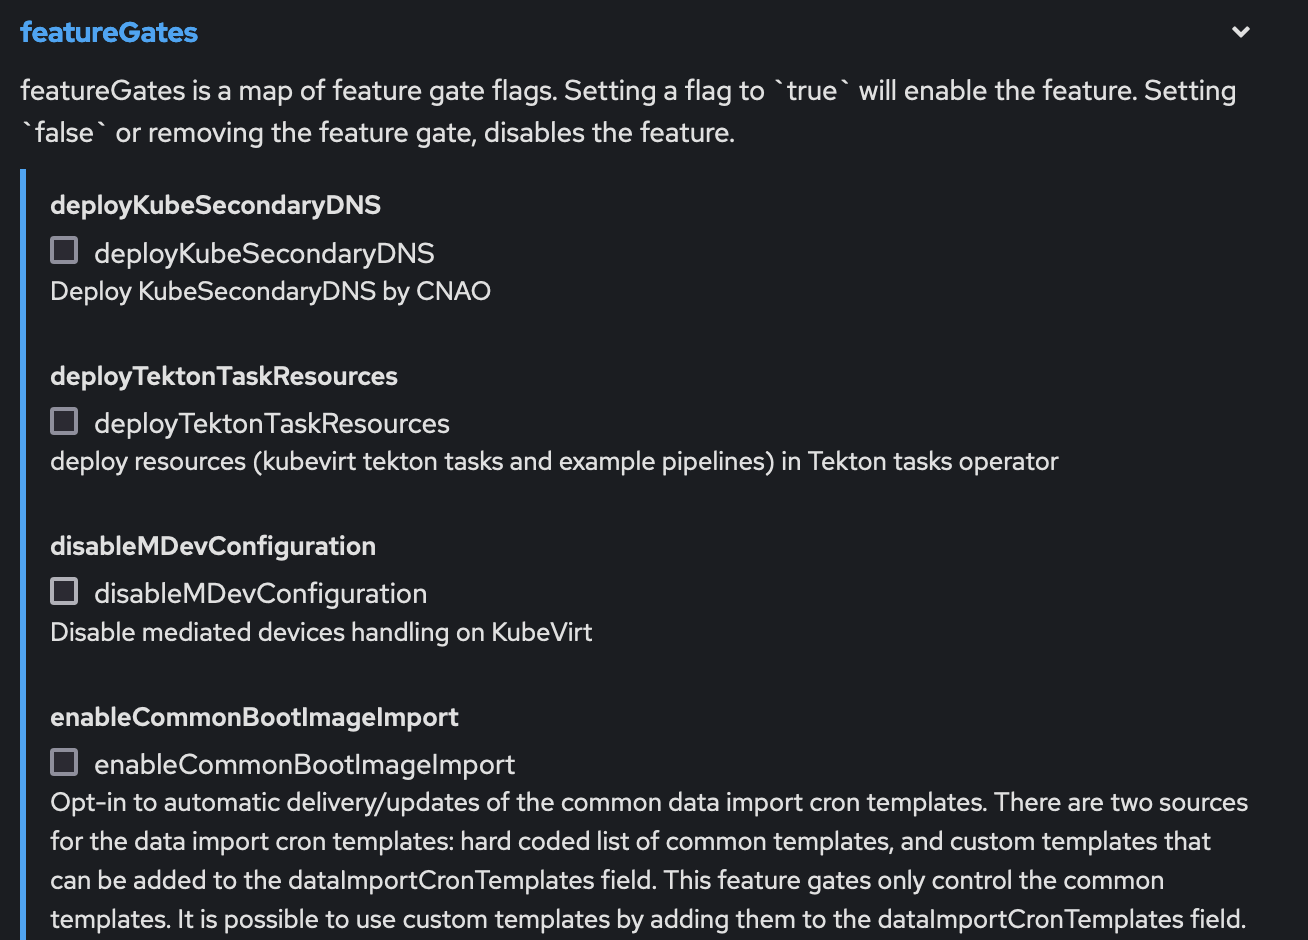 featureGates
featureGates is a map of feature gate flags. Setting a flag to `true` will enable the feature. Setting
`false` or removing the feature gate, disables the feature.
deployKubeSecondaryDNS
deployKubeSecondaryDNS
Deploy KubeSecondaryDNS by CNAO
deployTektonTaskResources
deployTektonTaskResources
deploy resources (kubevirt tekton tasks and example pipelines) in Tekton tasks operator
disableMDevConfiguration
disableMDevConfiguration
Disable mediated devices handling on KubeVirt
enableCommonBootImageImport
enableCommonBootImageImport
Opt-in to automatic delivery/updates of the common data import cron templates. There are two sources
for the data import cron templates: hard coded list of common templates, and custom templates that
can be added to the dataImportCronTemplates field. This feature gates only control the common
templates. It is possible to use custom templates by adding them to the dataImportCronTemplates field.